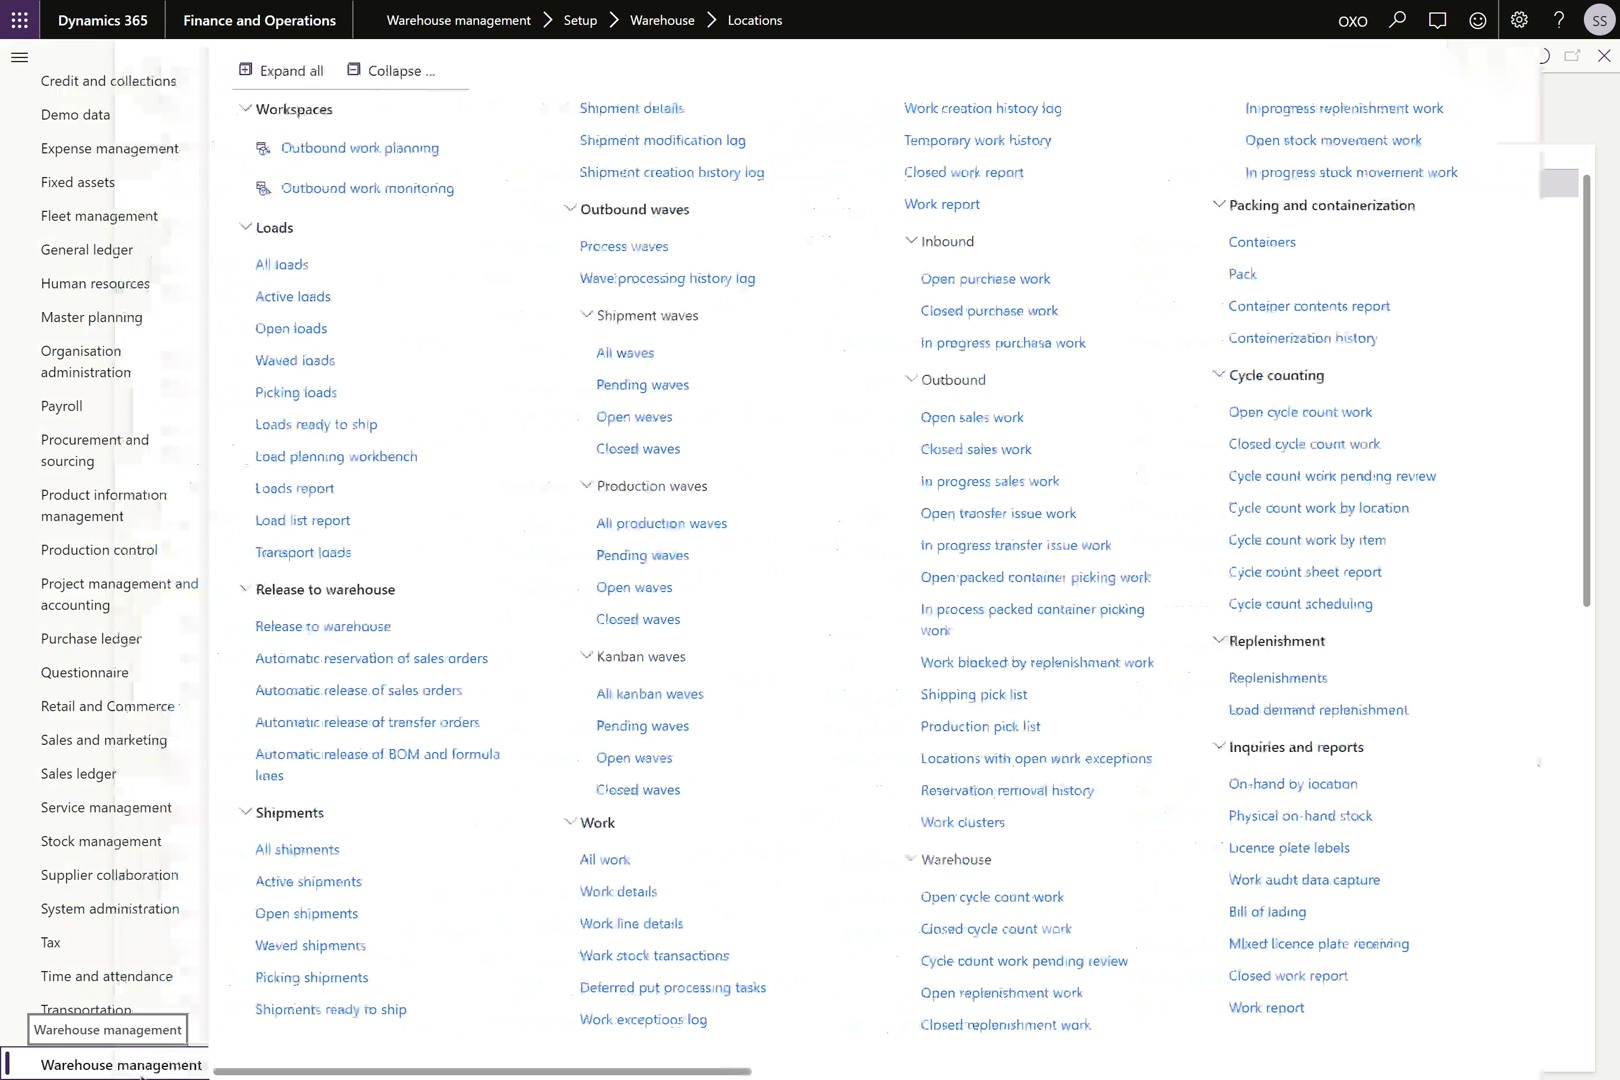 Dynamics 365
Finance and Operations
Warehouse management > Setup > Warehouse > Locations
OXO
SS
Expand all
Collapse ...
Credit and collections
Demo data
Expense management
Fixed assets
Fleet management
General ledger
Human resources
Master planning
Organisation
administration
Payroll
Procurement and
sourcing
Product information
management
Production control
Project management and
accounting
Purchase ledger
Questionnaire
Retail and Commerce
Sales and marketing
Sales ledger
Service management
Stock management
Supplier collaboration
System administration
Tax
Time and attendance
Transportation
Warehouse management
Warehouse management
Workspaces
Outbound work planning
Outbound work monitoring
Loads
All loads
Active loads
Open loads
Waved loads
Picking loads
Loads ready to ship
Load planning workbench
Loads report
Load list report
Transport loads
Release to warehouse
Release to warehouse
Automatic reservation of sales orders
Automatic release of sales orders
Automatic release of transfer orders
Automatic release of BOM and formula
lines
Shipments
All shipments
Active shipments
Open shipments
Waved shipments
Picking shipments
Shipments ready to ship
Shipment details
Shipment modification log
Shipment creation history log
Outbound waves
Process waves
Wave processing history log
Shipment waves
All waves
Pending waves
Open waves
Closed waves
Production waves
All production waves
Pending waves
Open waves
Closed waves
Kanban waves
All kanban waves
Pending waves
Open waves
Closed waves
Work
All work
Work details
Work line details
Work stock transactions
Deferred put processing tasks
Work exceptions log
Work creation history log
Temporary work history
Closed work report
Work report
Inbound
Open purchase work
Closed purchase work
In progress purchase work
Outbound
Open sales work
Closed sales work
In progress sales work
Open transfer issue work
In progress transfer issue work
Open packed container picking work
In process packed container picking
work
Work blocked by replenishment work
Shipping pick list
Production pick list
Locations with open work exceptions
Reservation removal history
Work clusters
Warehouse
Open cycle count work
Closed cycle count work
Cycle count work pending review
Open replenishment work
Closed replenishment work
In progress replenishment work
Open stock movement work
In progress stock movement work
Packing and containerization
Containers
Pack
Container contents report
Containerization history
Cycle counting
Open cycle count work
Closed cycle count work
Cycle count work pending review
Cycle count work by location
Cycle count work by item
Cycle count sheet report
Cycle count scheduling
Replenishment
Replenishments
Load demand replenishment
Inquiries and reports
On-hand by location
Physical on-hand stock
Licence plate labels
Work audit data capture
Bill of lading
Mixed licence plate receiving
Closed work report
Work report